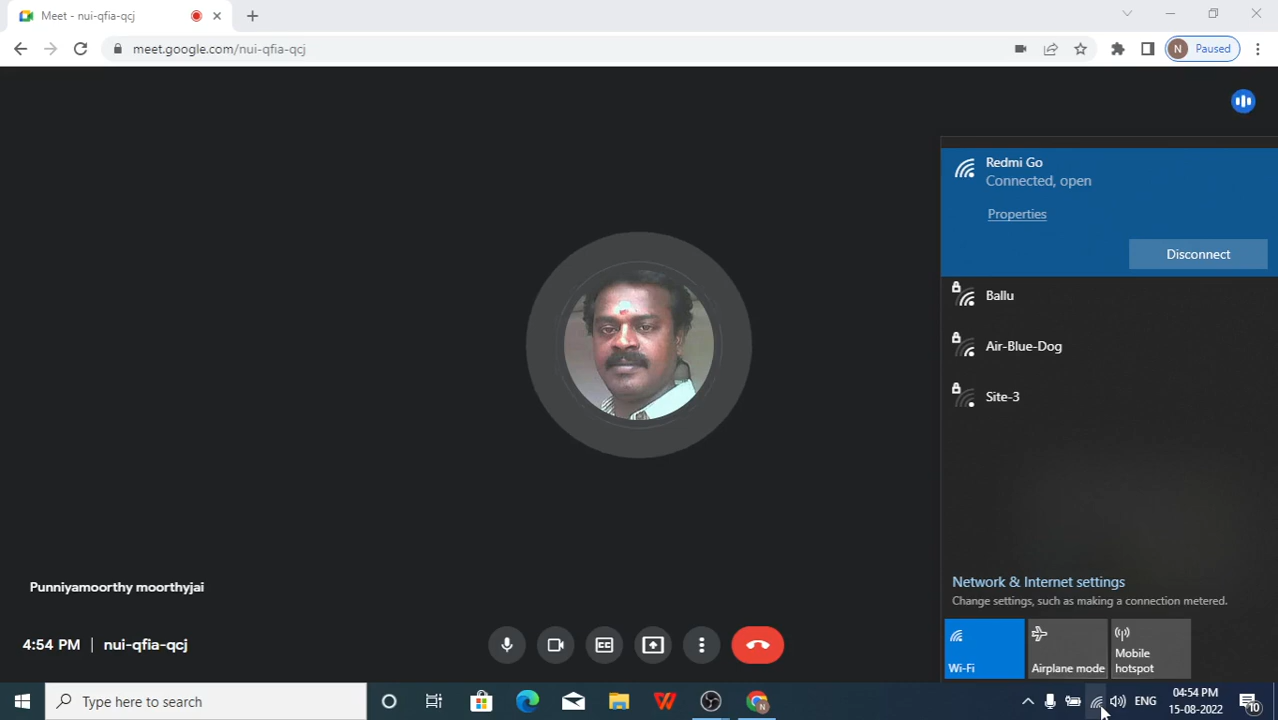 Meet - nui-qfia-qcj
meet.google.com/nui-qfia-qcj
N
Paused
Redmi Go
Connected, open
Properties
Disconnect
Ballu
Air-Blue-Dog
Site-3
Punniyamoorthy moorthyjai
Network & Internet settings
Change settings, such as making a connection metered.
4:54 PM | nui-qfia-qcj
CC
Wi-Fi
Airplane mode
Mobile
hotspot
Type here to search
W
N
ENG
04:54 PM
15-08-2022
10